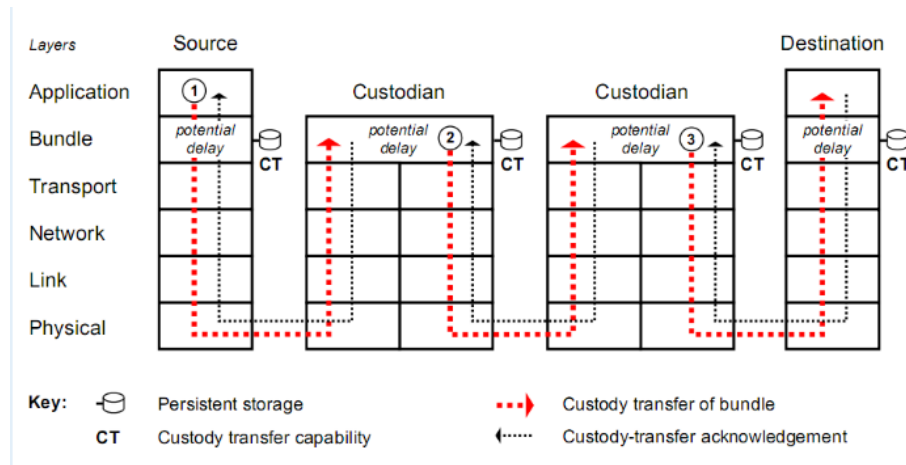 Layers
Source
Destination
Application
1
Custodian
Custodian
Bundle
potential
delay
CT
potential
delay
2
CT
potential
delay
3
CT
potential
delay
CT
Transport
Network
Link
Physical
Key:
Persistent storage
Custody transfer of bundle
CT
Custody transfer capability
Custody-transfer acknowledgement